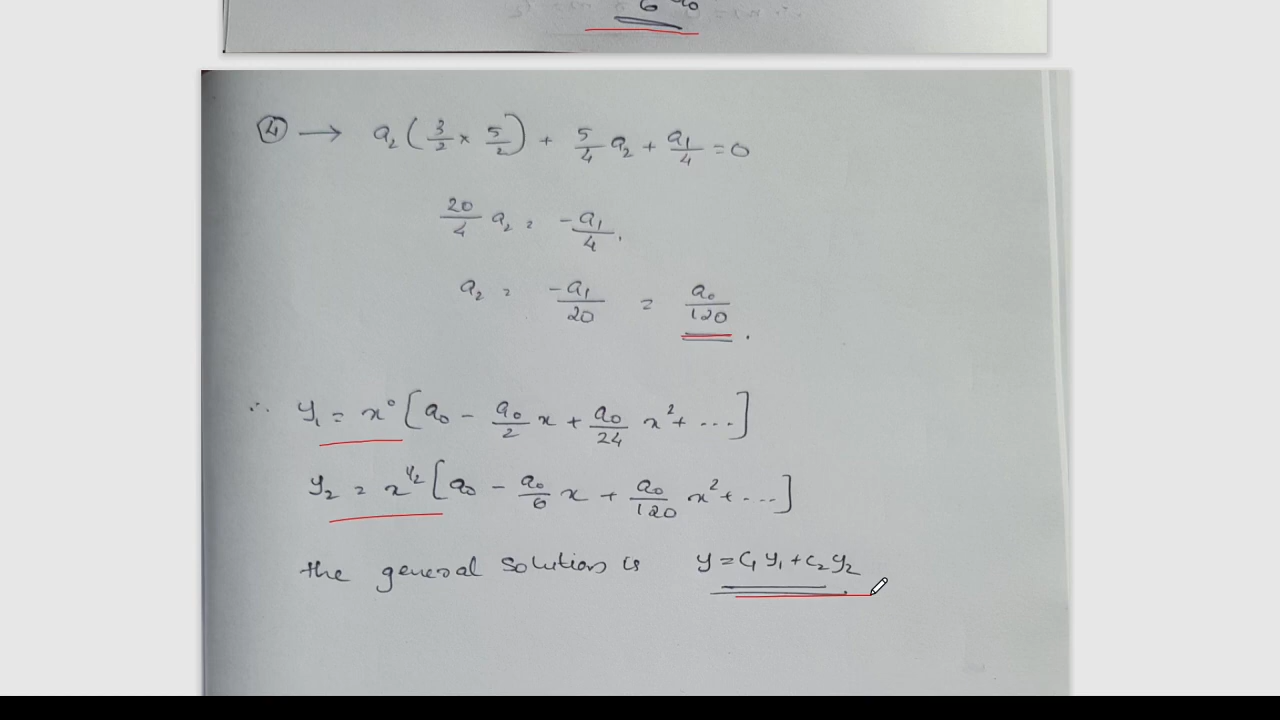 6 a₀
④ → a₂ (3/2 × 5/2) + 5/4 a₂ + a₁/4 = 0
20/4 a₂ = -a₁/4.
a₂ = -a₁/20 = a₀/120.
∴ y₁ = x⁰ [a₀ - a₀/2 x + a₀/24 x² + ...]
y₂ = x^1/2 [a₀ - a₀/6 x + a₀/120 x² + ...]
the general solution is y = c₁y₁ + c₂y₂.